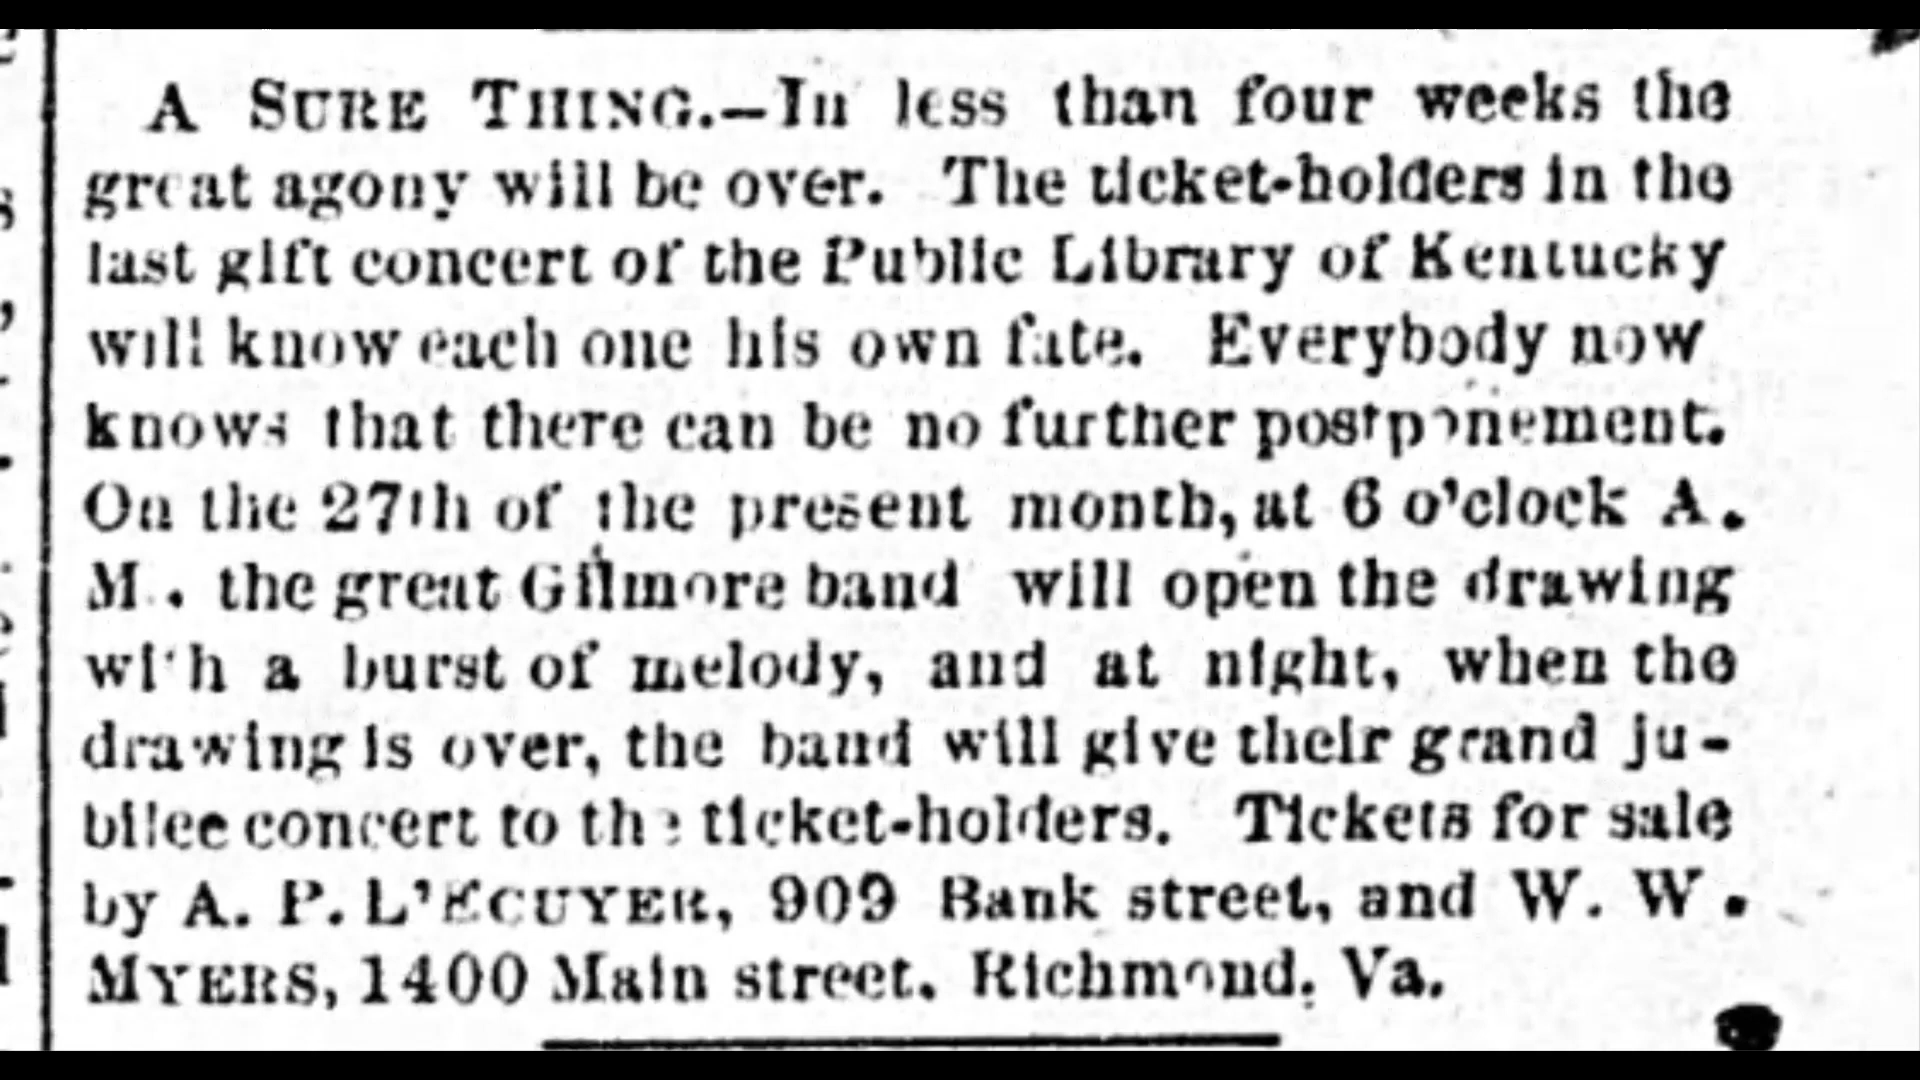 A SURE THING.—In less than four weeks the
great agony will be over. The ticket-holders in the
last gift concert of the Public Library of Kentucky
will know each one his own fate. Everybody now
knows that there can be no further postponement.
On the 27th of the present month, at 6 o'clock A.
M. the great Gilmore band will open the drawing
with a burst of melody, and at night, when the
drawing is over, the band will give their grand ju-
bilee concert to the ticket-holders. Tickets for sale
by A. P. L'ECUYER, 909 Bank street, and W. W.
MYERS, 1400 Main street, Richmond, Va.